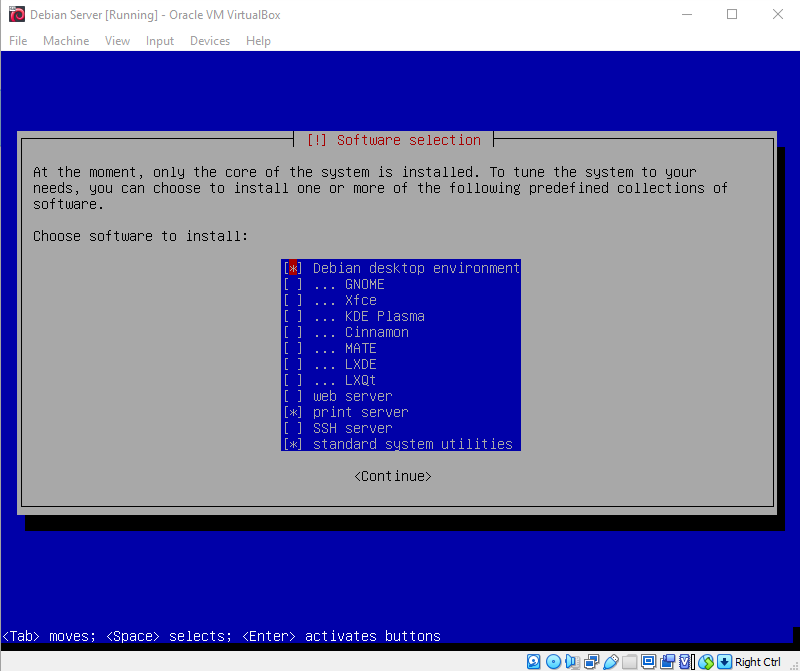 Debian Server [Running] - Oracle VM VirtualBox
File Machine View Input Devices Help
[!] Software selection
At the moment, only the core of the system is installed. To tune the system to your
needs, you can choose to install one or more of the following predefined collections of
software.
Choose software to install:
[*] Debian desktop environment
[ ] ... GNOME
[ ] ... Xfce
[ ] ... KDE Plasma
[ ] ... Cinnamon
[ ] ... MATE
[ ] ... LXDE
[ ] ... LXQt
[ ] web server
[*] print server
[ ] SSH server
[*] standard system utilities
<Continue>
<Tab> moves; <Space> selects; <Enter> activates buttons
Right Ctrl